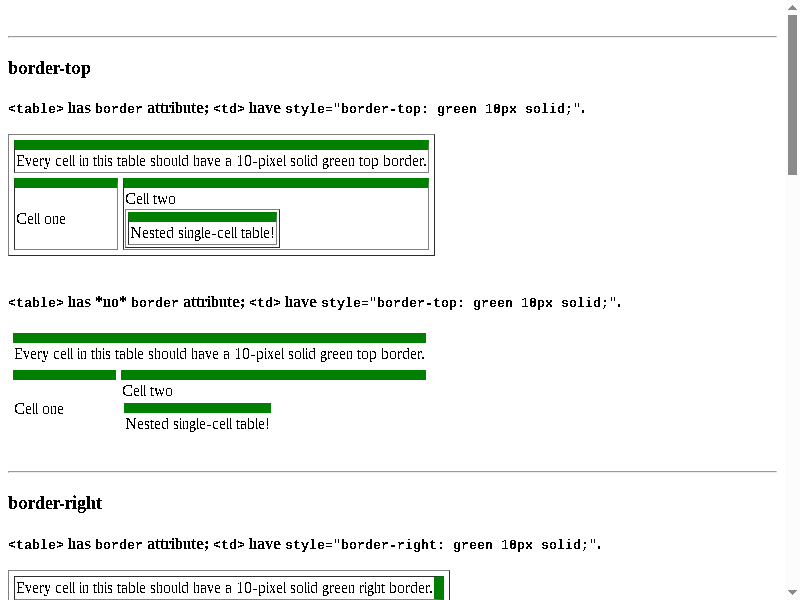 border-top
<table> has border attribute; <td> have style="border-top: green 10px solid;".
Every cell in this table should have a 10-pixel solid green top border.
Cell one
Cell two
Nested single-cell table!
<table> has *no* border attribute; <td> have style="border-top: green 10px solid;".
Every cell in this table should have a 10-pixel solid green top border.
Cell one
Cell two
Nested single-cell table!
border-right
<table> has border attribute; <td> have style="border-right: green 10px solid;".
Every cell in this table should have a 10-pixel solid green right border.